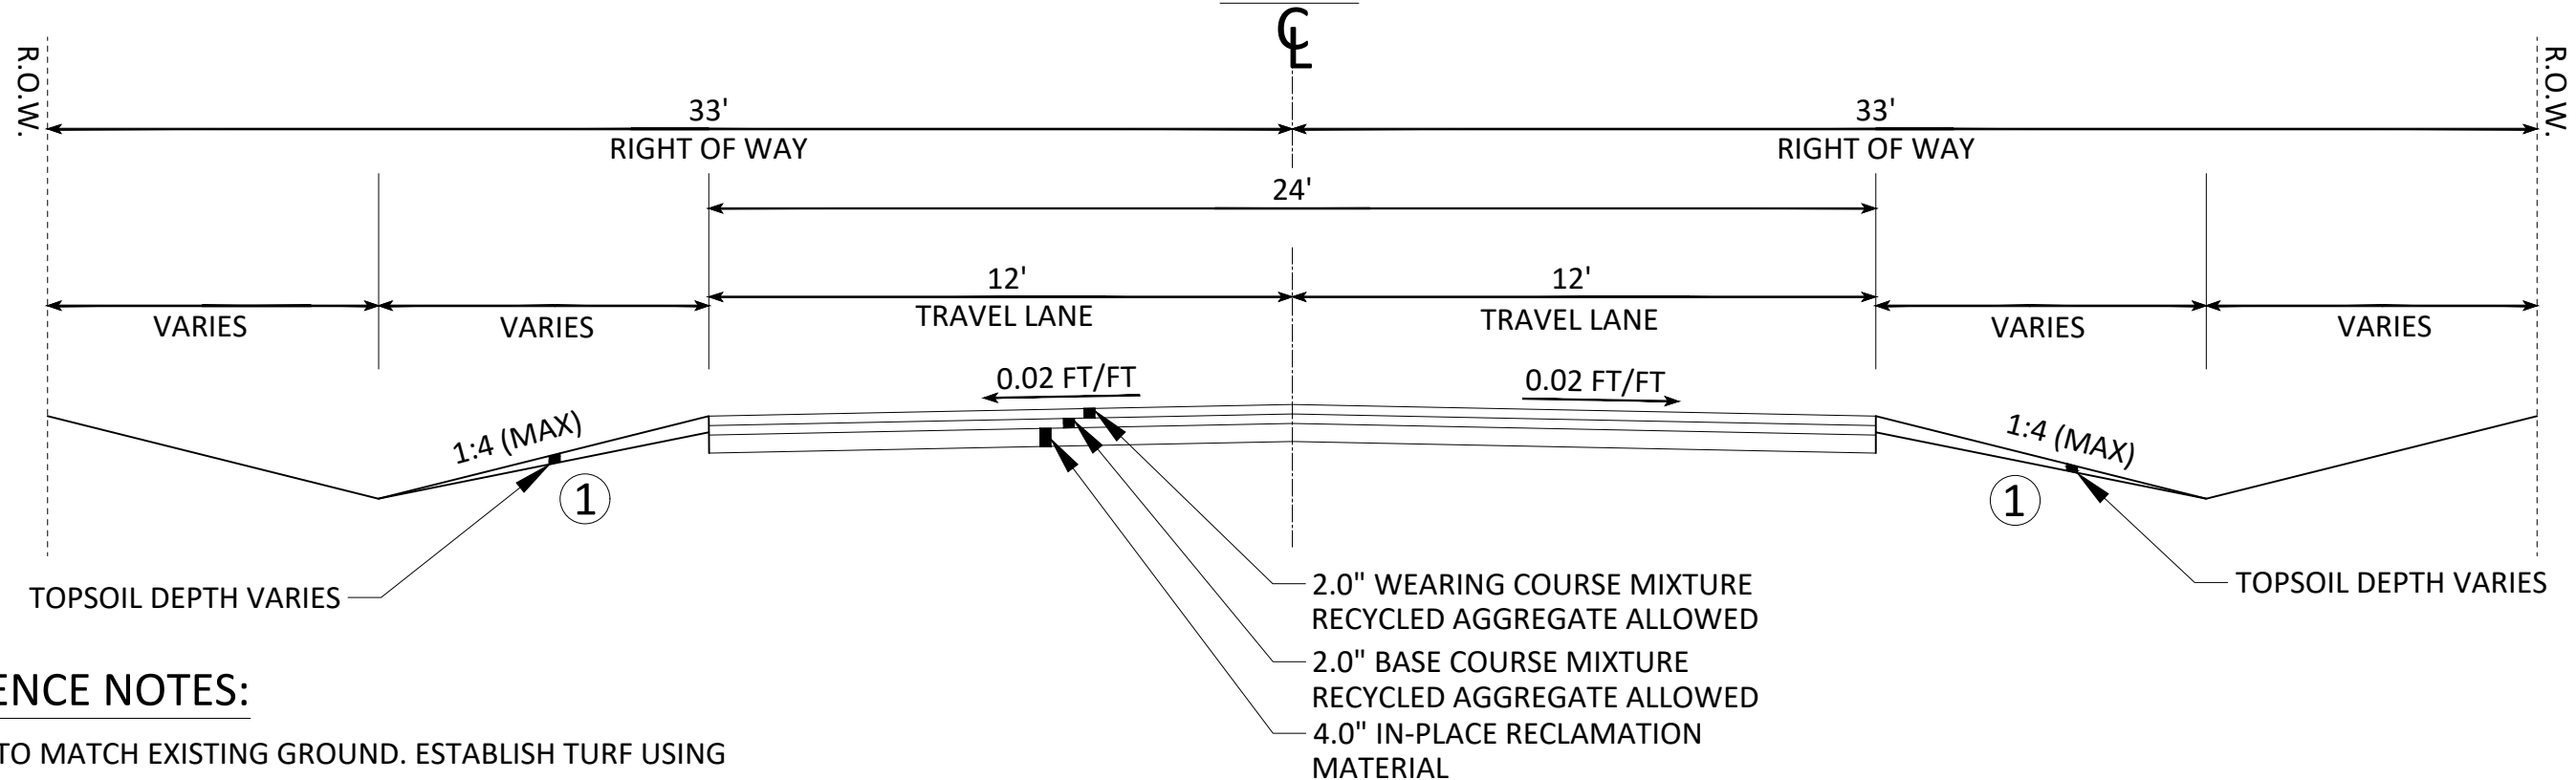 CL
R.O.W.
R.O.W.
33'
33'
RIGHT OF WAY
RIGHT OF WAY
24'
12'
12'
VARIES
VARIES
TRAVEL LANE
TRAVEL LANE
VARIES
VARIES
0.02 FT/FT
0.02 FT/FT
1:4 (MAX)
1:4 (MAX)
1
1
TOPSOIL DEPTH VARIES
TOPSOIL DEPTH VARIES
2.0" WEARING COURSE MIXTURE
RECYCLED AGGREGATE ALLOWED
2.0" BASE COURSE MIXTURE
RECYCLED AGGREGATE ALLOWED
4.0" IN-PLACE RECLAMATION
MATERIAL
ENCE NOTES:
TO MATCH EXISTING GROUND. ESTABLISH TURF USING